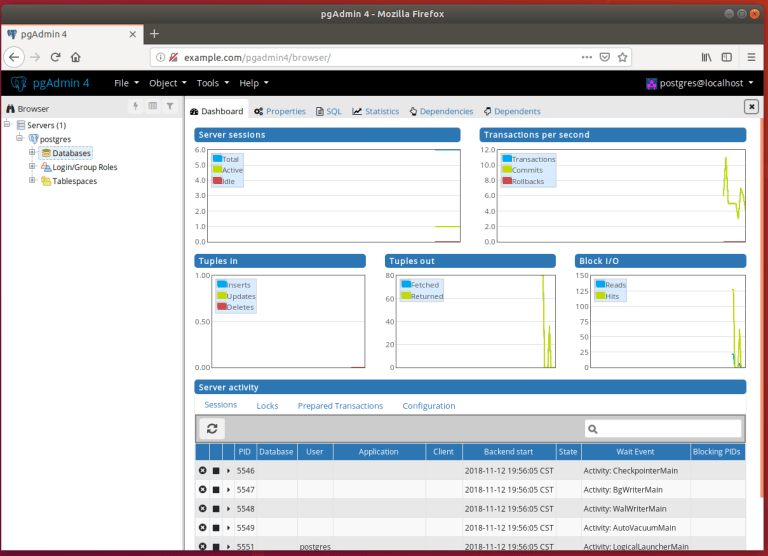 pgAdmin 4 - Mozilla Firefox
pgAdmin 4
example.com/pgadmin4/browser/
pgAdmin 4 File Object Tools Help postgres@localhost
Browser
Servers (1)
postgres
Databases
Login/Group Roles
Tablespaces
Dashboard Properties SQL Statistics Dependencies Dependents
Server sessions
6.0
5.0
4.0
3.0
2.0
1.0
0.0
Total
Active
Idle
Transactions per second
12.0
10.0
8.0
6.0
4.0
2.0
0.0
Transactions
Commits
Rollbacks
Tuples in
1.00
0.50
0.00
Inserts
Updates
Deletes
Tuples out
80
60
40
20
0
Fetched
Returned
Block I/O
150
125
100
75
50
25
0
Reads
Hits
Server activity
Sessions Locks Prepared Transactions Configuration
PID Database User Application Client Backend start State Wait Event Blocking PIDs
5546 2018-11-12 19:56:05 CST Activity: CheckpointerMain
5547 2018-11-12 19:56:05 CST Activity: BgWriterMain
5548 2018-11-12 19:56:05 CST Activity: WalWriterMain
5549 2018-11-12 19:56:05 CST Activity: AutoVacuumMain
5551 postgres 2018-11-12 19:56:05 CST Activity: LogicalLauncherMain